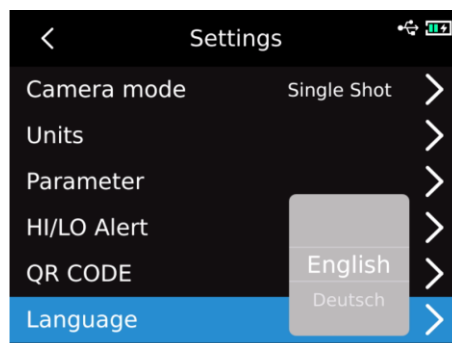 Settings
Camera mode Single Shot
Units
Parameter
HI/LO Alert
QR CODE
English
Deutsch
Language